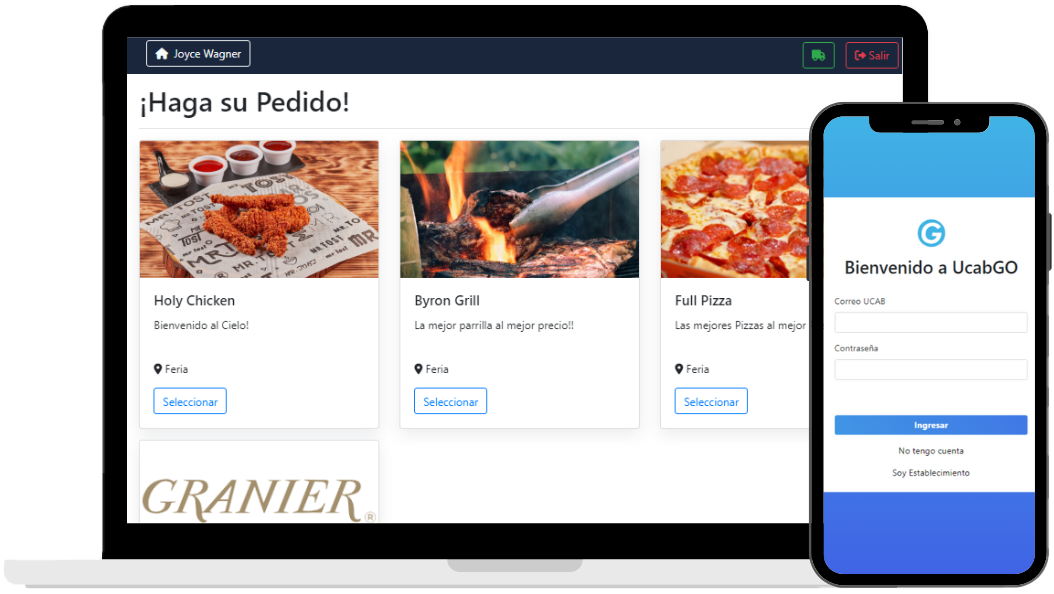 Joyce Wagner
Salir
¡Haga su Pedido!
MR. TOST
Holy Chicken
Bienvenido al Cielo!
Feria
Seleccionar
Byron Grill
La mejor parrilla al mejor precio!!
Feria
Seleccionar
Full Pizza
Las mejores Pizzas al mejor
Feria
Seleccionar
GRANIER®
G
Bienvenido a UcabGO
Correo UCAB
Contraseña
Ingresar
No tengo cuenta
Soy Establecimiento